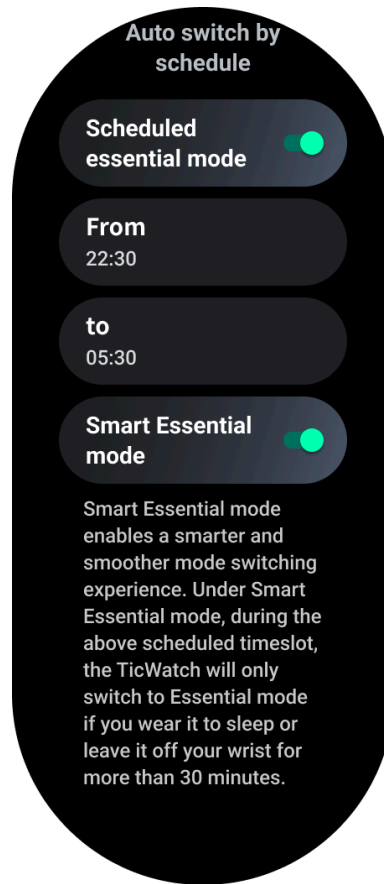 Auto switch by
schedule
Scheduled
essential mode
From
22:30
to
05:30
Smart Essential
mode
Smart Essential mode
enables a smarter and
smoother mode switching
experience. Under Smart
Essential mode, during the
above scheduled timeslot,
the TicWatch will only
switch to Essential mode
if you wear it to sleep or
leave it off your wrist for
more than 30 minutes.